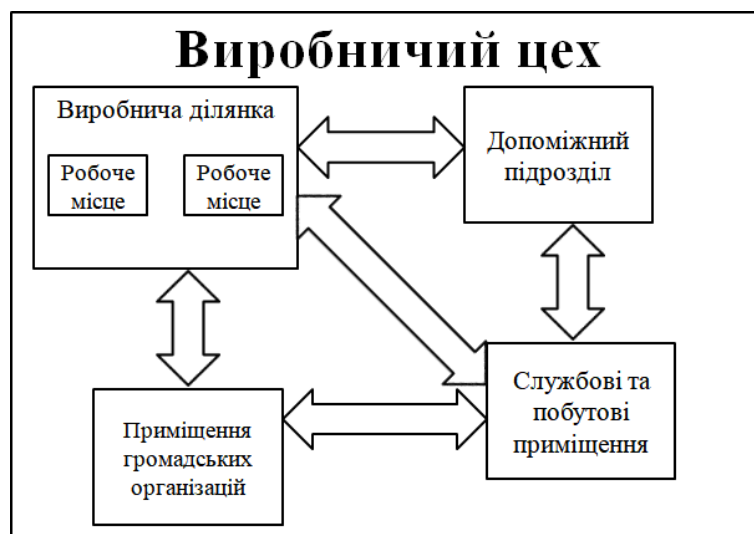 Виробничий цех
Виробнича ділянка
Робоче
місце
Робоче
місце
Допоміжний
підрозділ
Приміщення
громадських
організацій
Службові та
побутові
приміщення